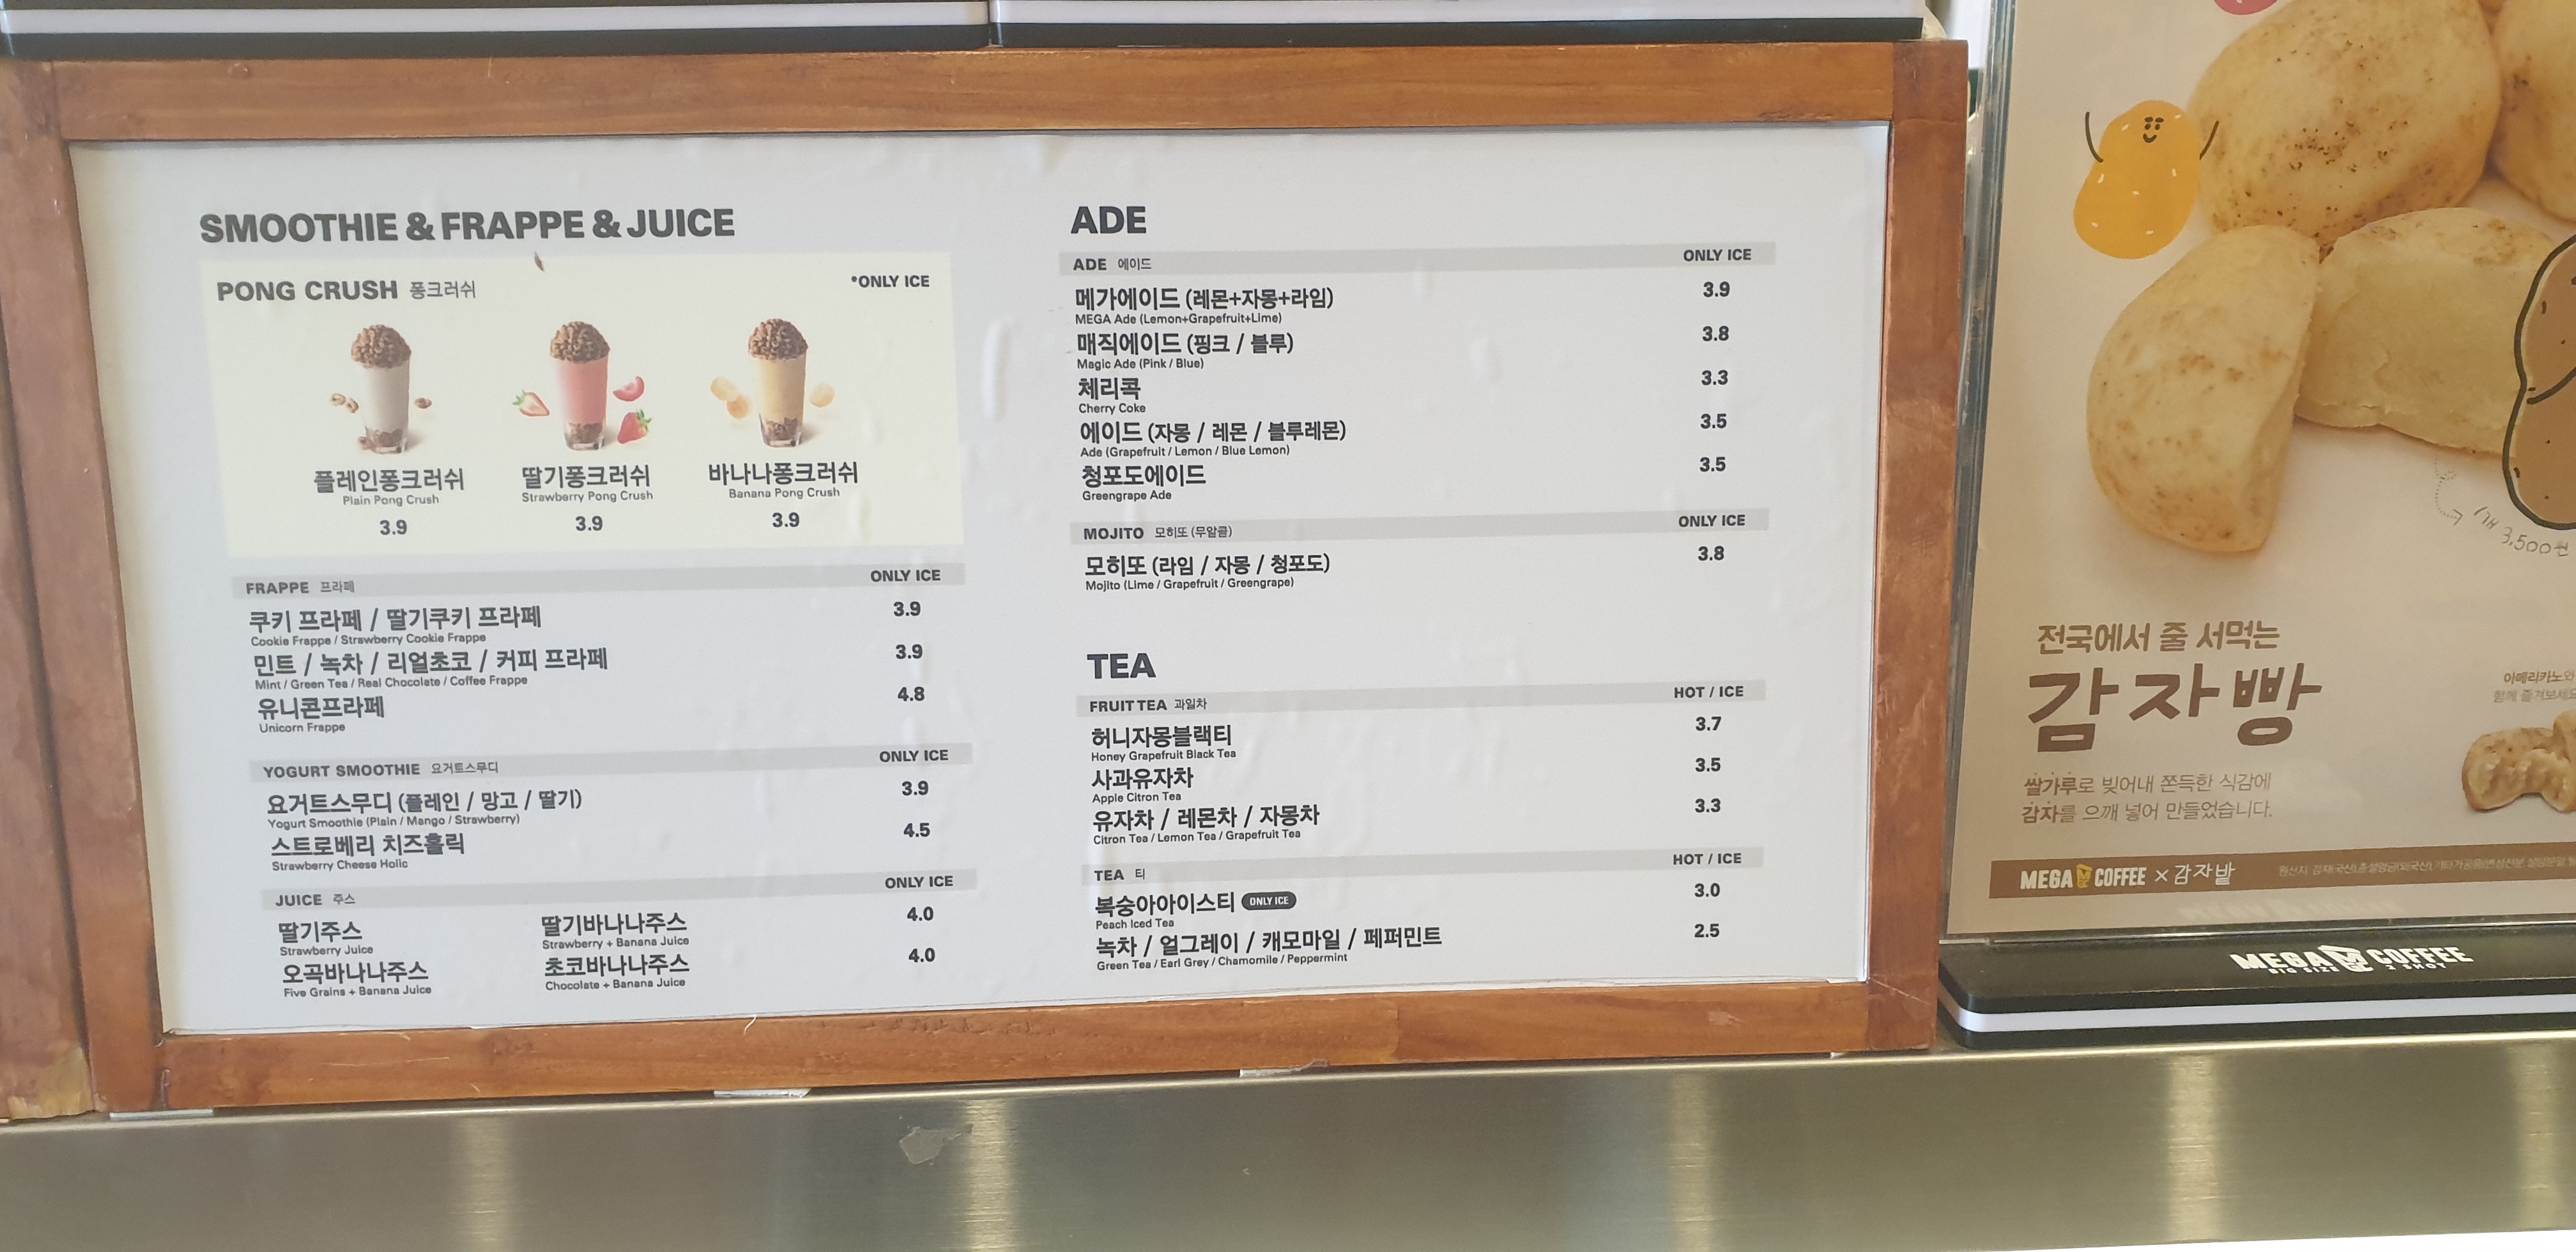 SMOOTHIE & FRAPPE & JUICE
PONG CRUSH 퐁크러쉬
*ONLY ICE
플레인퐁크러쉬
Plain Pong Crush
3.9
딸기퐁크러쉬
Strawberry Pong Crush
3.9
바나나퐁크러쉬
Banana Pong Crush
3.9
FRAPPE 프라페 ONLY ICE
쿠키 프라페 / 딸기쿠키 프라페 3.9
Cookie Frappe / Strawberry Cookie Frappe
민트 / 녹차 / 리얼초코 / 커피 프라페 3.9
Mint / Green Tea / Real Chocolate / Coffee Frappe
유니콘프라페 4.8
Unicorn Frappe
YOGURT SMOOTHIE 요거트스무디 ONLY ICE
요거트스무디 (플레인 / 망고 / 딸기) 3.9
Yogurt Smoothie (Plain / Mango / Strawberry)
스트로베리 치즈홀릭 4.5
Strawberry Cheese Holic
JUICE 주스 ONLY ICE
딸기주스 딸기바나나주스 4.0
Strawberry Juice Strawberry + Banana Juice
오곡바나나주스 초코바나나주스 4.0
Five Grains + Banana Juice Chocolate + Banana Juice
ADE
ADE 에이드 ONLY ICE
메가에이드 (레몬+자몽+라임) 3.9
MEGA Ade (Lemon+Grapefruit+Lime)
매직에이드 (핑크 / 블루) 3.8
Magic Ade (Pink / Blue)
체리콕 3.3
Cherry Coke
에이드 (자몽 / 레몬 / 블루레몬) 3.5
Ade (Grapefruit / Lemon / Blue Lemon)
청포도에이드 3.5
Greengrape Ade
MOJITO 모히또 (무알콜) ONLY ICE
모히또 (라임 / 자몽 / 청포도) 3.8
Mojito (Lime / Grapefruit / Greengrape)
TEA
FRUIT TEA 과일차 HOT / ICE
허니자몽블랙티 3.7
Honey Grapefruit Black Tea
사과유자차 3.5
Apple Citron Tea
유자차 / 레몬차 / 자몽차 3.3
Citron Tea / Lemon Tea / Grapefruit Tea
TEA 티 HOT / ICE
복숭아아이스티 ONLY ICE 3.0
Peach Iced Tea
녹차 / 얼그레이 / 캐모마일 / 페퍼민트 2.5
Green Tea / Earl Grey / Chamomile / Peppermint
1개 3,500원
전국에서 줄 서먹는
감자빵
아메리카노와
함께 즐겨보세요
쌀가루로 빚어내 쫀득한 식감에
감자를 으깨 넣어 만들었습니다.
MEGA COFFEE × 감자밭
MEGA COFFEE
BIG SIZE 2 SHOT